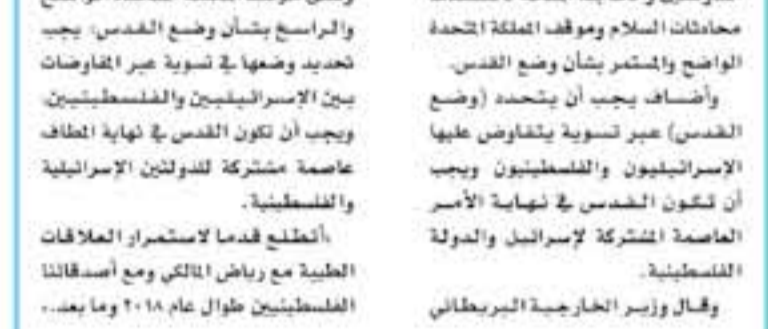 محادثات السلام وموقف المملكة المتحدة
الواضح والمستمر بشأن وضع القدس.
وأضاف يجب أن يتحدد (وضع
القدس) عبر تسوية يتفاوض عليها
الإسرائيليون والفلسطينيون ويجب
أن تكون القدس في نهاية الأمر
العاصمة المشتركة لإسرائيل والدولة
الفلسطينية.
وقال وزير الخارجية البريطاني
والراسخ بشأن وضع القدس: يجب
تحديد وضعها في تسوية عبر المفاوضات
بين الإسرائيليين والفلسطينيين،
ويجب أن تكون القدس في نهاية المطاف
عاصمة مشتركة للدولتين الإسرائيلية
والفلسطينية.
،أتطلع قدما لاستمرار العلاقات
الطيبة مع رياض المالكي ومع أصدقائنا
الفلسطينيين طوال عام ٢٠١٨ وما بعد،.